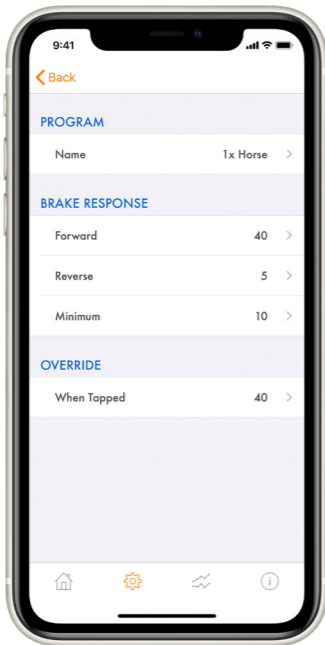 9:41
Back
PROGRAM
Name 1x Horse
BRAKE RESPONSE
Forward 40
Reverse 5
Minimum 10
OVERRIDE
When Tapped 40